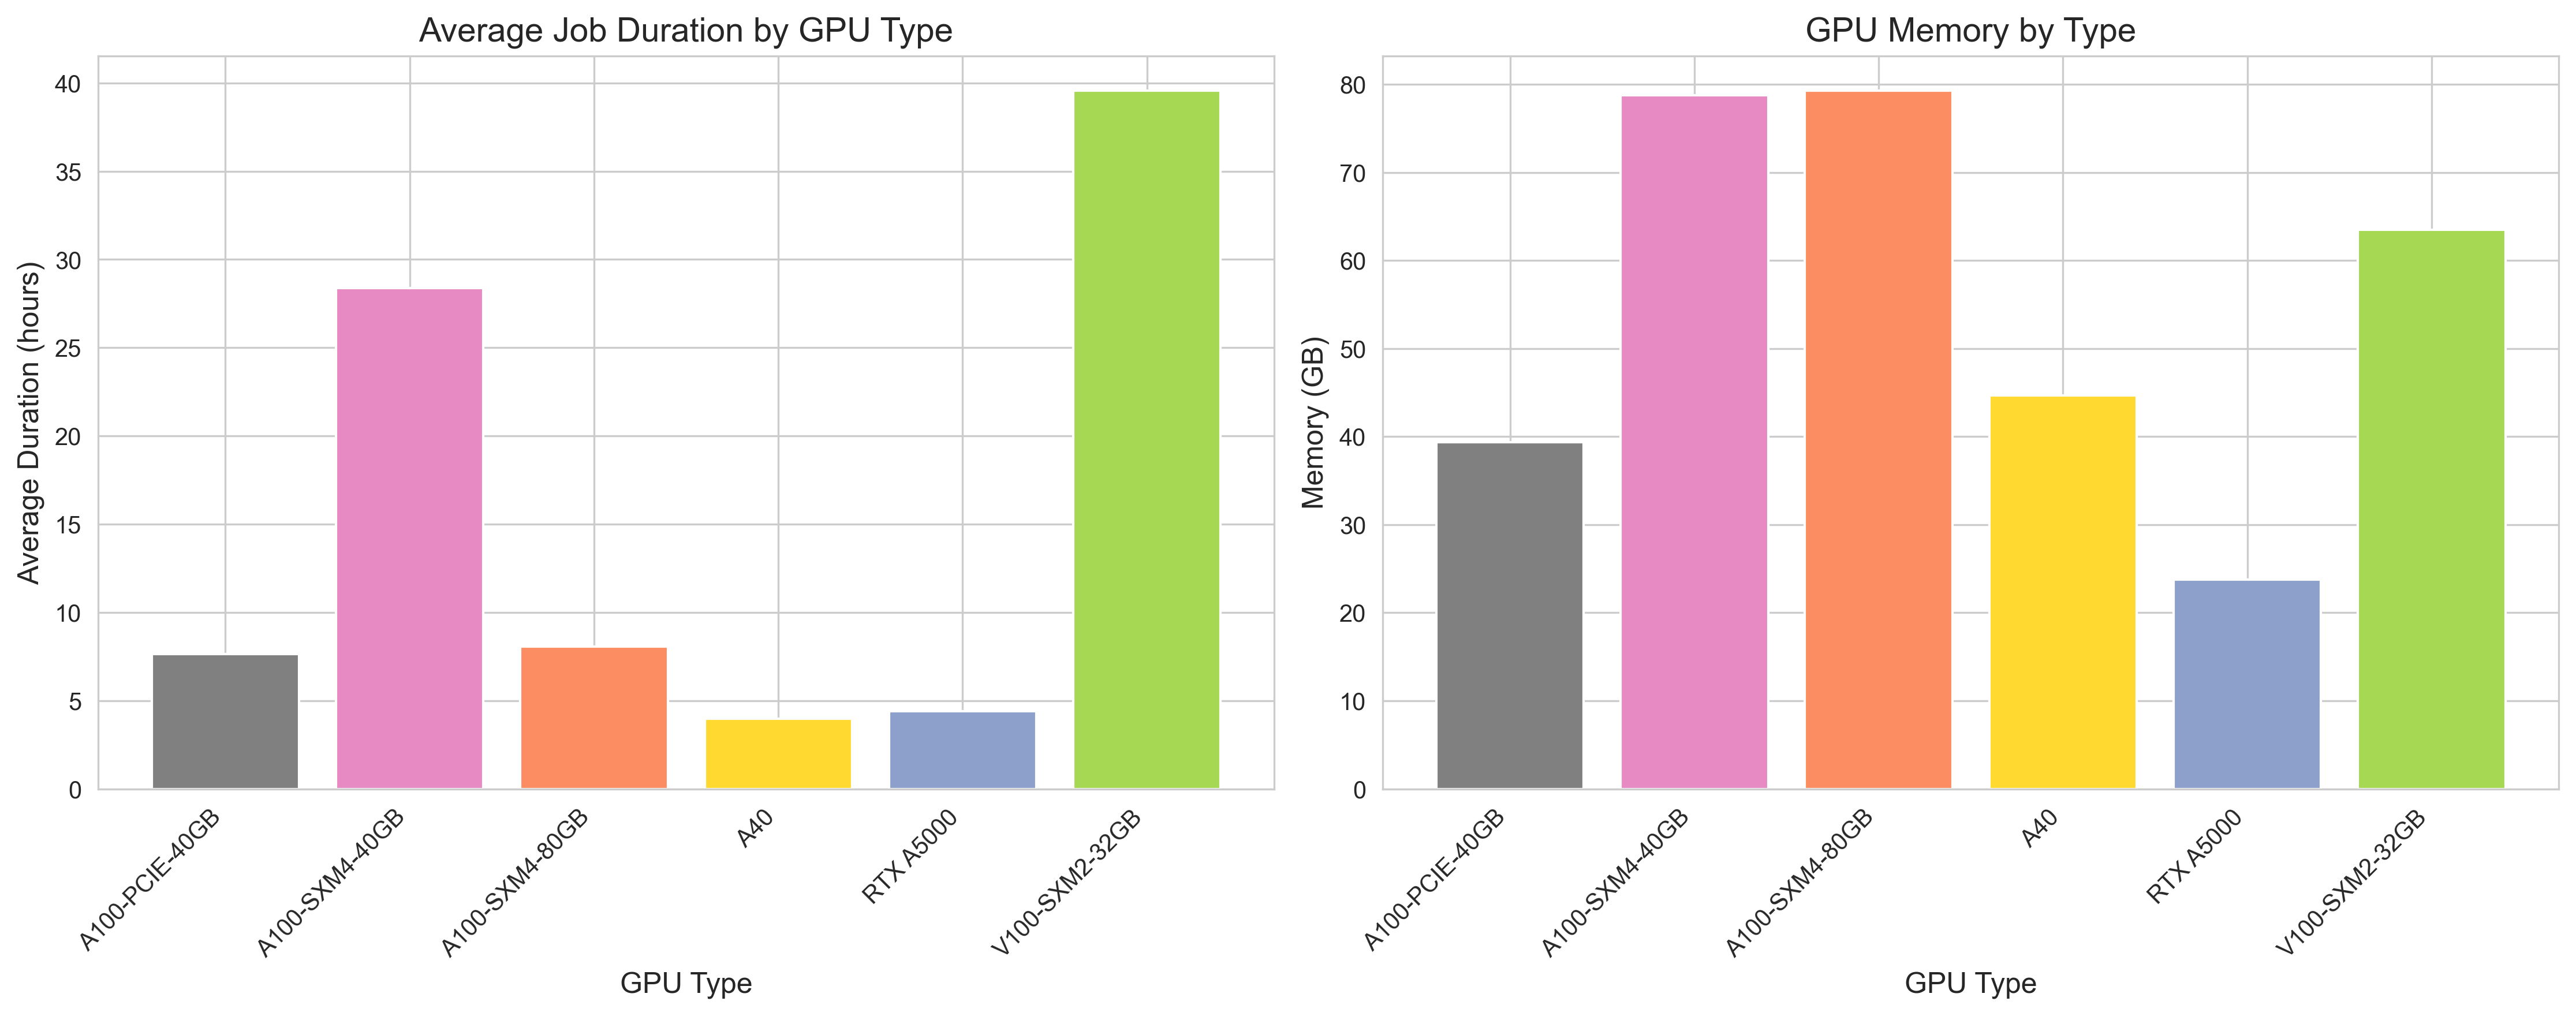 Average Job Duration by GPU Type
40
35
30
25
20
15
10
5
0
Average Duration (hours)
A100-PCIE-40GB
A100-SXM4-40GB
A100-SXM4-80GB
A40
RTX A5000
V100-SXM2-32GB
GPU Type
GPU Memory by Type
80
70
60
50
40
30
20
10
0
Memory (GB)
A100-PCIE-40GB
A100-SXM4-40GB
A100-SXM4-80GB
A40
RTX A5000
V100-SXM2-32GB
GPU Type